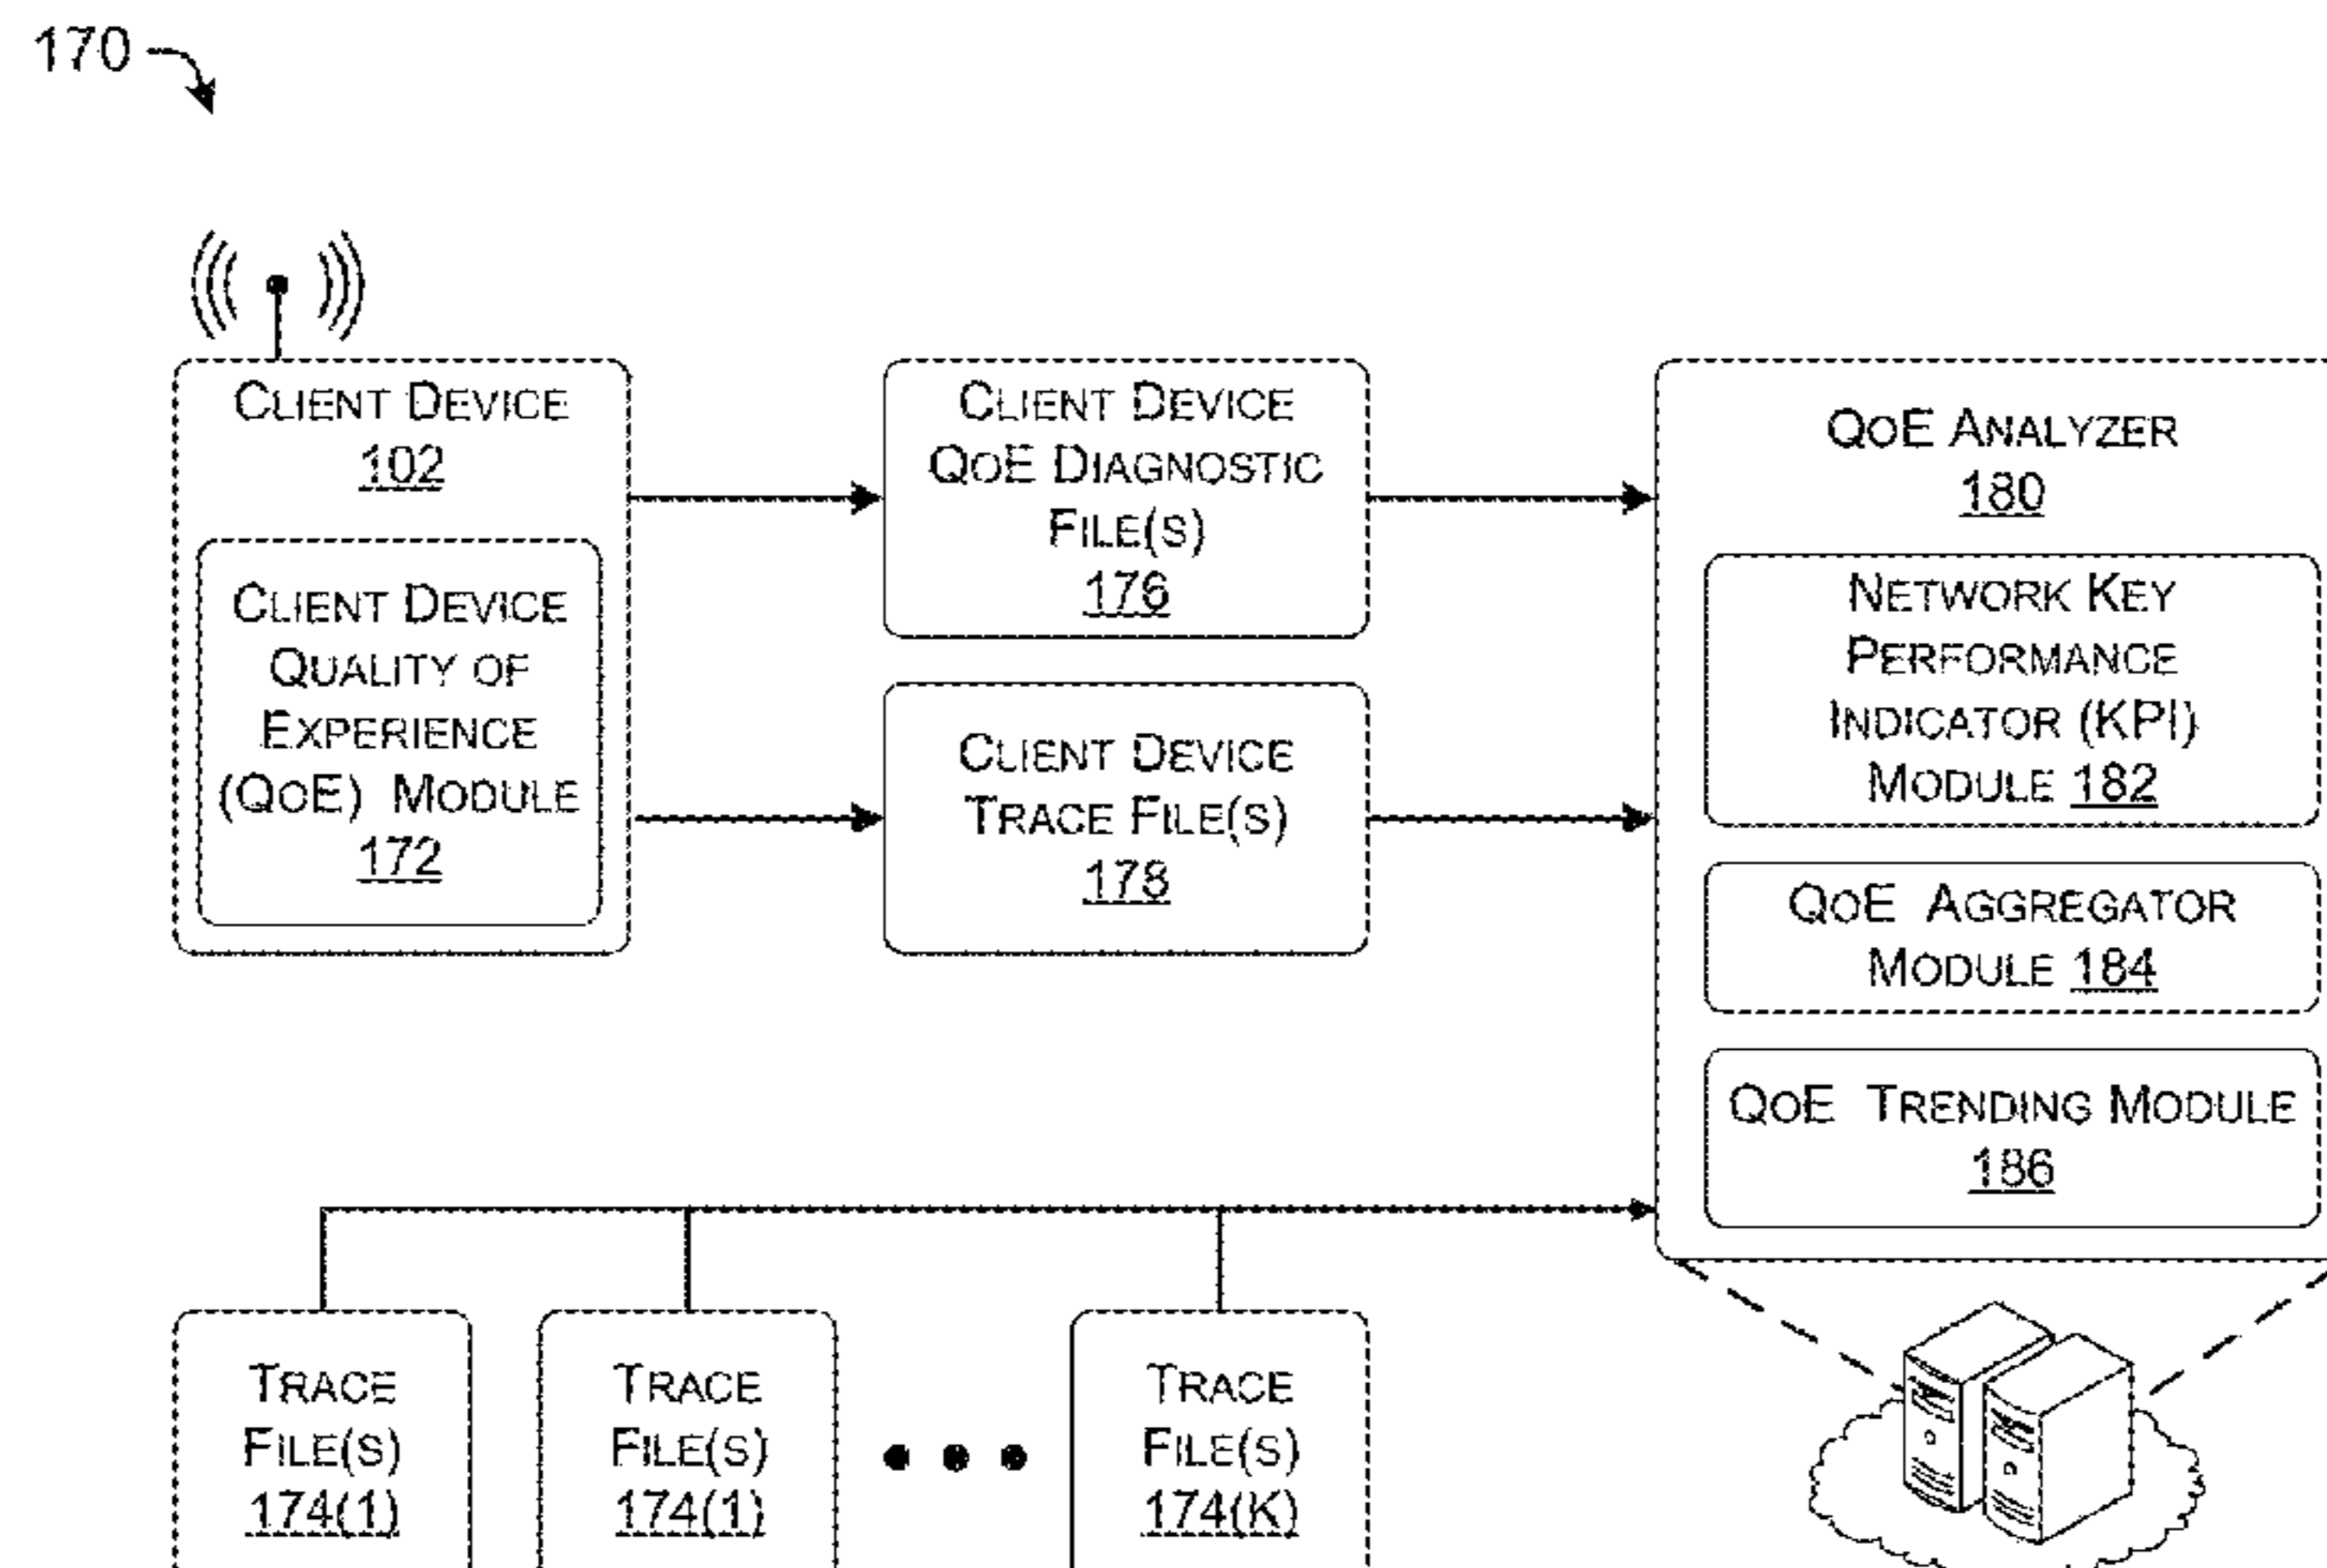 170
CLIENT DEVICE
102
CLIENT DEVICE
QUALITY OF
EXPERIENCE
(QOE) MODULE
172
CLIENT DEVICE
QOE DIAGNOSTIC
FILE(S)
176
CLIENT DEVICE
TRACE FILE(S)
178
QOE ANALYZER
180
NETWORK KEY
PERFORMANCE
INDICATOR (KPI)
MODULE 182
QOE AGGREGATOR
MODULE 184
QOE TRENDING MODULE
186
TRACE
FILE(S)
174(1)
TRACE
FILE(S)
174(1)
TRACE
FILE(S)
174(K)